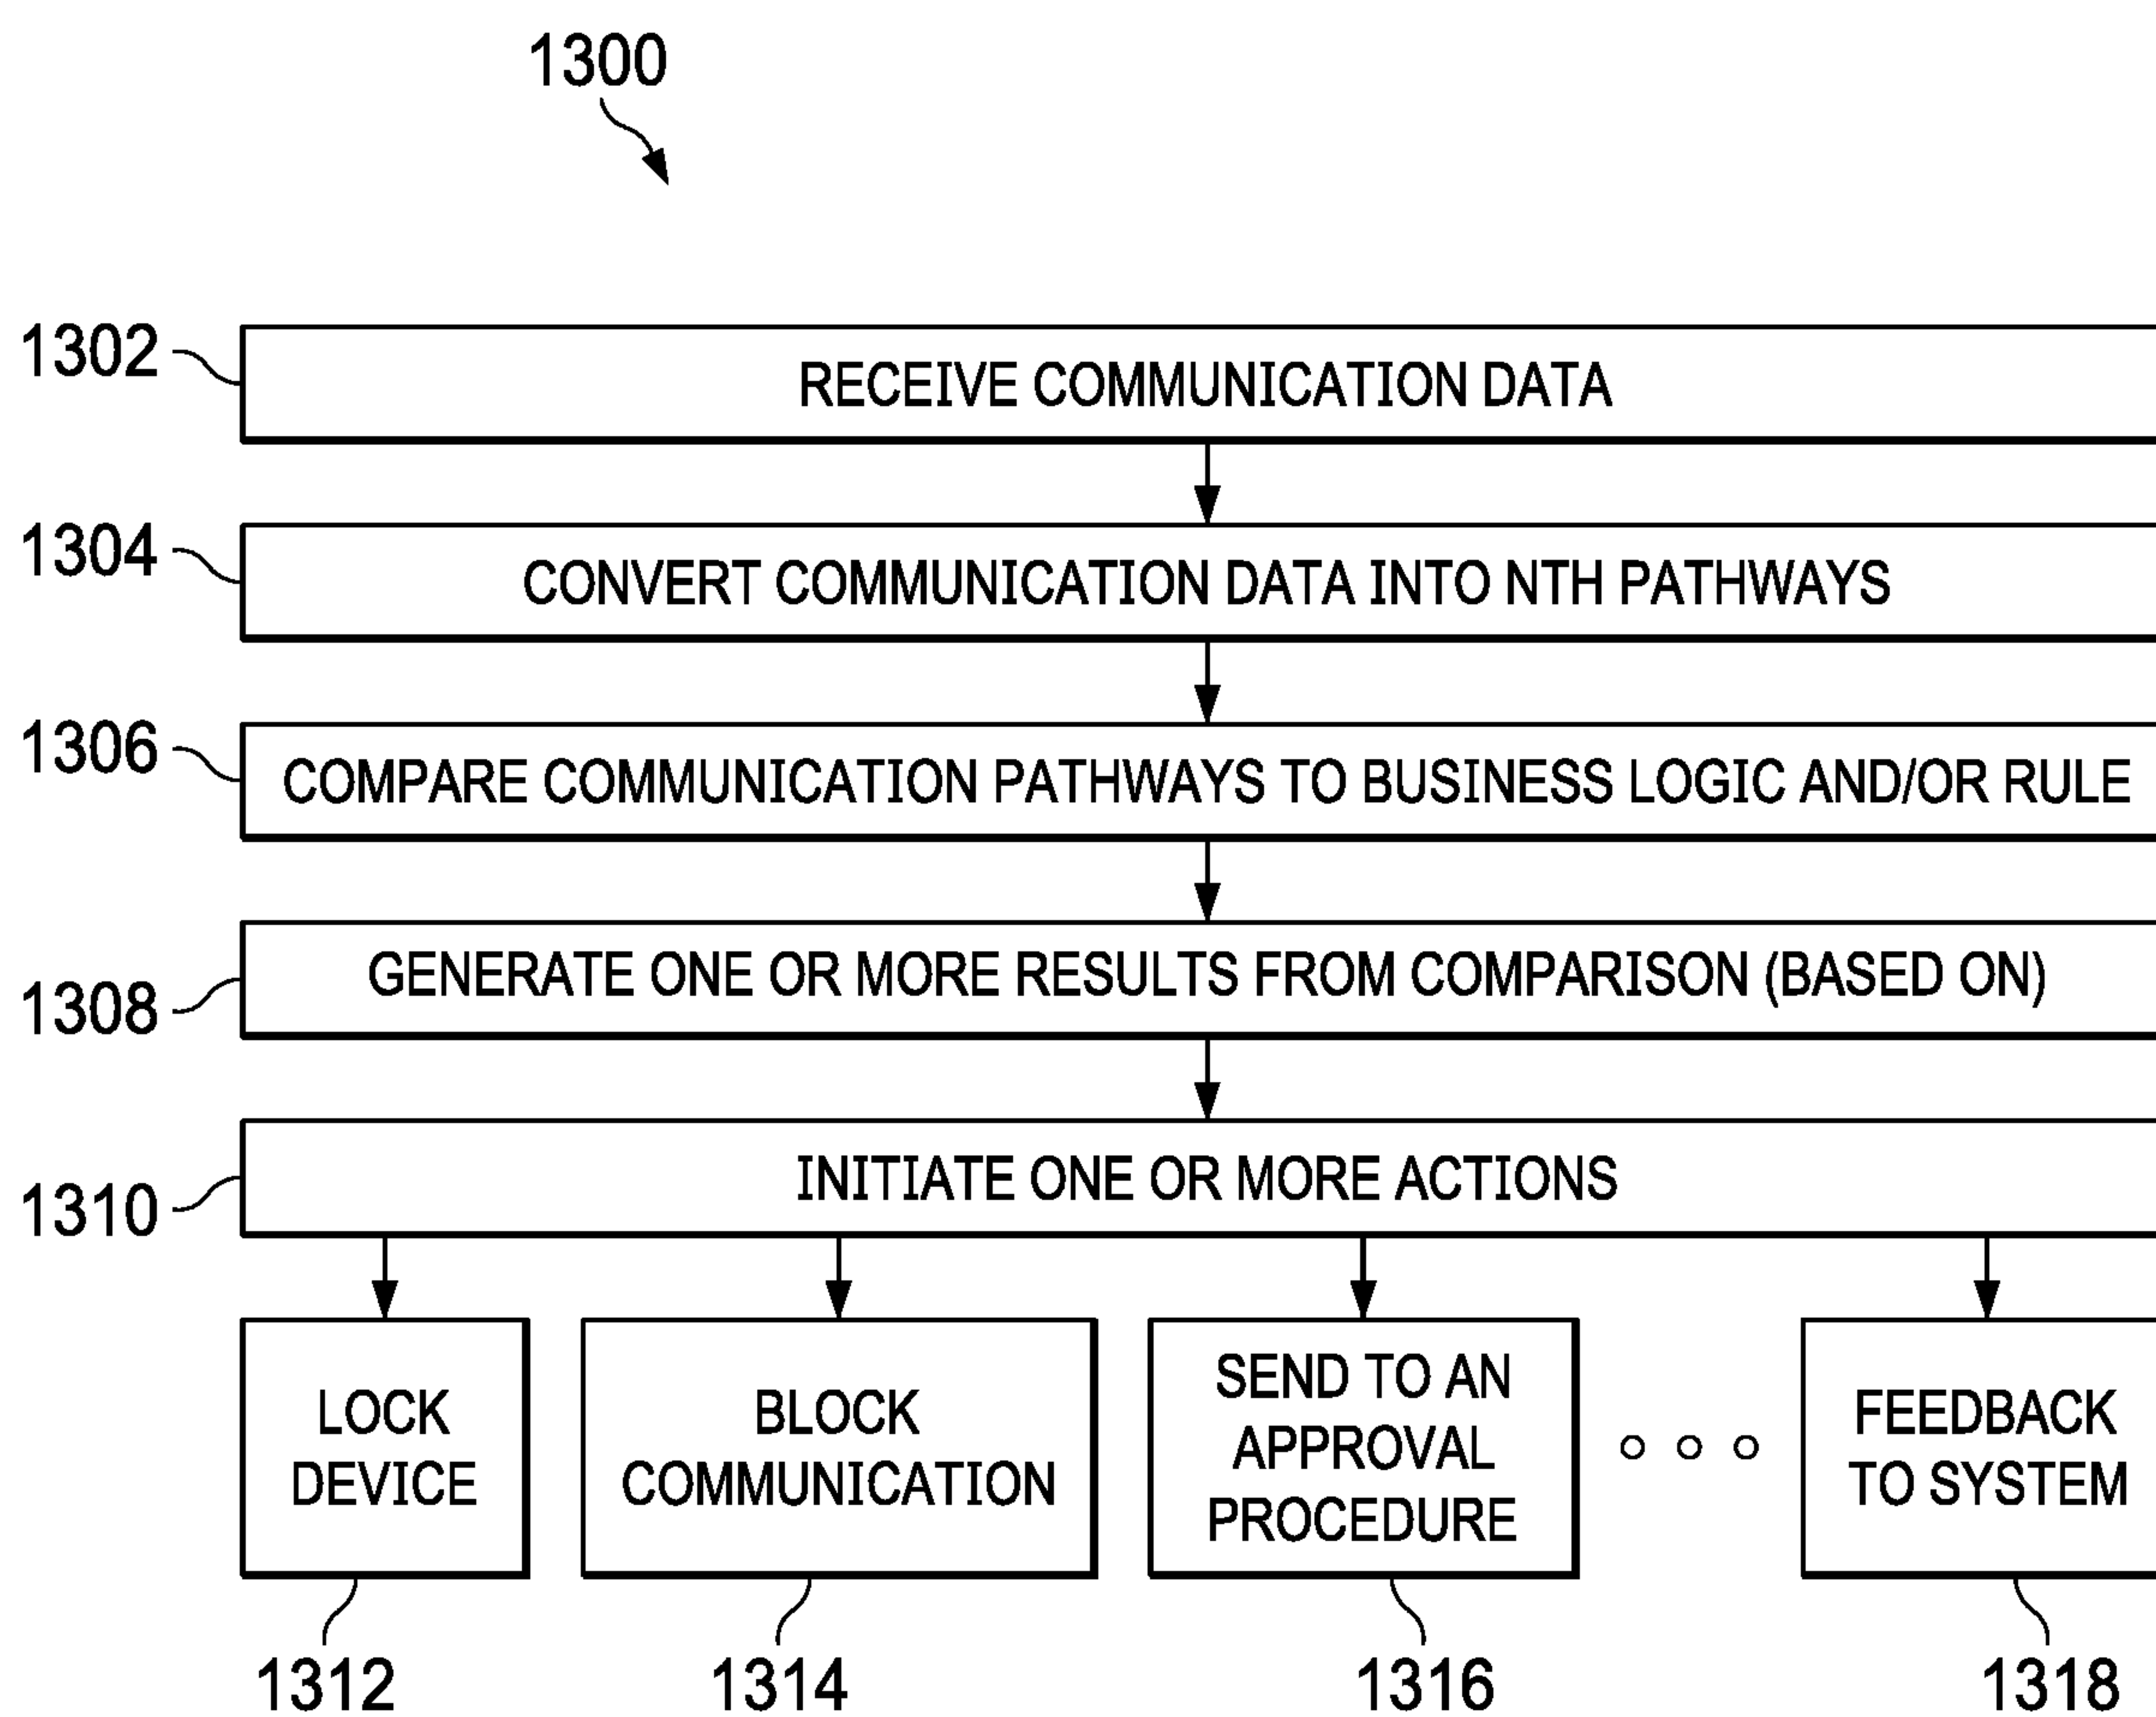 1300
1302
RECEIVE COMMUNICATION DATA
1304
CONVERT COMMUNICATION DATA INTO NTH PATHWAYS
1306
COMPARE COMMUNICATION PATHWAYS TO BUSINESS LOGIC AND/OR RULE
1308
GENERATE ONE OR MORE RESULTS FROM COMPARISON (BASED ON)
1310
INITIATE ONE OR MORE ACTIONS
LOCK
DEVICE
BLOCK
COMMUNICATION
SEND TO AN
APPROVAL
PROCEDURE
FEEDBACK
TO SYSTEM
1312
1314
1316
1318